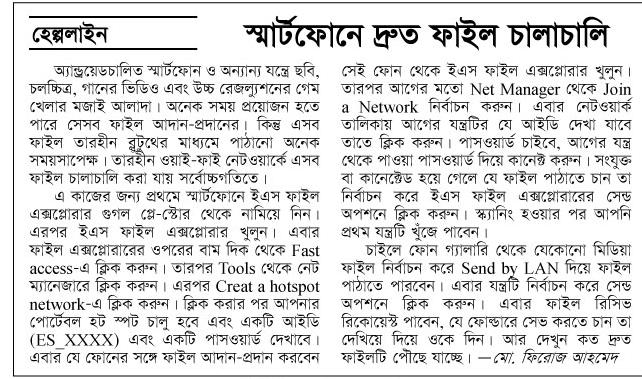 হেল্পলাইন
স্মার্টফোনে দ্রুত ফাইল চালাচালি
অ্যান্ড্রয়েডচালিত স্মার্টফোন ও অন্যান্য যন্ত্রে ছবি,
চলচ্চিত্র, গানের ভিডিও এবং উচ্চ রেজল্যুশনের গেম
খেলার মজাই আলাদা। অনেক সময় প্রয়োজন হতে
পারে সেসব ফাইল আদান-প্রদানের। কিন্তু এসব
ফাইল তারহীন ব্লুটুথের মাধ্যমে পাঠানো অনেক
সময়সাপেক্ষ। তারহীন ওয়াই-ফাই নেটওয়ার্কে এসব
ফাইল চালাচালি করা যায় সর্বোচ্চগতিতে।
এ কাজের জন্য প্রথমে স্মার্টফোনে ইএস ফাইল
এক্সপ্লোরার গুগল প্লে-স্টোর থেকে নামিয়ে নিন।
এরপর ইএস ফাইল এক্সপ্লোরার খুলুন। এবার
ফাইল এক্সপ্লোরারের ওপরের বাম দিক থেকে Fast
access-এ ক্লিক করুন। তারপর Tools থেকে নেট
ম্যানেজারে ক্লিক করুন। এরপর Creat a hotspot
network-এ ক্লিক করুন। ক্লিক করার পর আপনার
পোর্টেবল হট স্পট চালু হবে এবং একটি আইডি
(ES_XXXX) এবং একটি পাসওয়ার্ড দেখাবে।
এবার যে ফোনের সঙ্গে ফাইল আদান-প্রদান করবেন
সেই ফোন থেকে ইএস ফাইল এক্সপ্লোরার খুলুন।
তারপর আগের মতো Net Manager থেকে Join
a Network নির্বাচন করুন। এবার নেটওয়ার্ক
তালিকায় আগের যন্ত্রটির যে আইডি দেখা যাবে
তাতে ক্লিক করুন। পাসওয়ার্ড চাইবে, আগের যন্ত্র
থেকে পাওয়া পাসওয়ার্ড দিয়ে কানেক্ট করুন। সংযুক্ত
বা কানেক্টেড হয়ে গেলে যে ফাইল পাঠাতে চান তা
নির্বাচন করে ইএস ফাইল এক্সপ্লোরারের সেন্ড
অপশনে ক্লিক করুন। স্ক্যানিং হওয়ার পর আপনি
প্রথম যন্ত্রটি খুঁজে পাবেন।
চাইলে ফোন গ্যালারি থেকে যেকোনো মিডিয়া
ফাইল নির্বাচন করে Send by LAN দিয়ে ফাইল
পাঠাতে পারবেন। এবার যন্ত্রটি নির্বাচন করে সেন্ড
অপশনে ক্লিক করুন। এবার ফাইল রিসিভ
রিকোয়েস্ট পাবেন, যে ফোল্ডারে সেভ করতে চান তা
দেখিয়ে দিয়ে ওকে দিন। আর দেখুন কত দ্রুত
ফাইলটি পৌঁছে যাচ্ছে। —মো. ফিরোজ আহমেদ